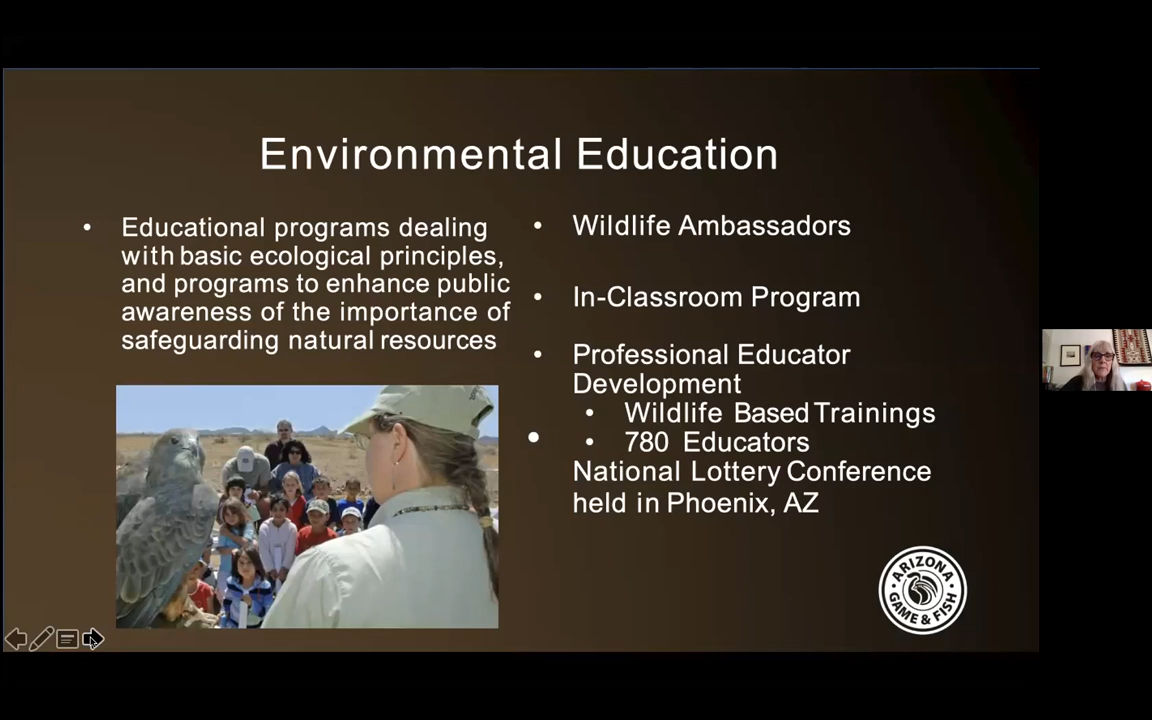 Environmental Education
• Educational programs dealing
with basic ecological principles,
and programs to enhance public
awareness of the importance of
safeguarding natural resources
• Wildlife Ambassadors
• In-Classroom Program
• Professional Educator
Development
• Wildlife Based Trainings
• 780 Educators
• National Lottery Conference
held in Phoenix, AZ
ARIZONA
GAME & FISH